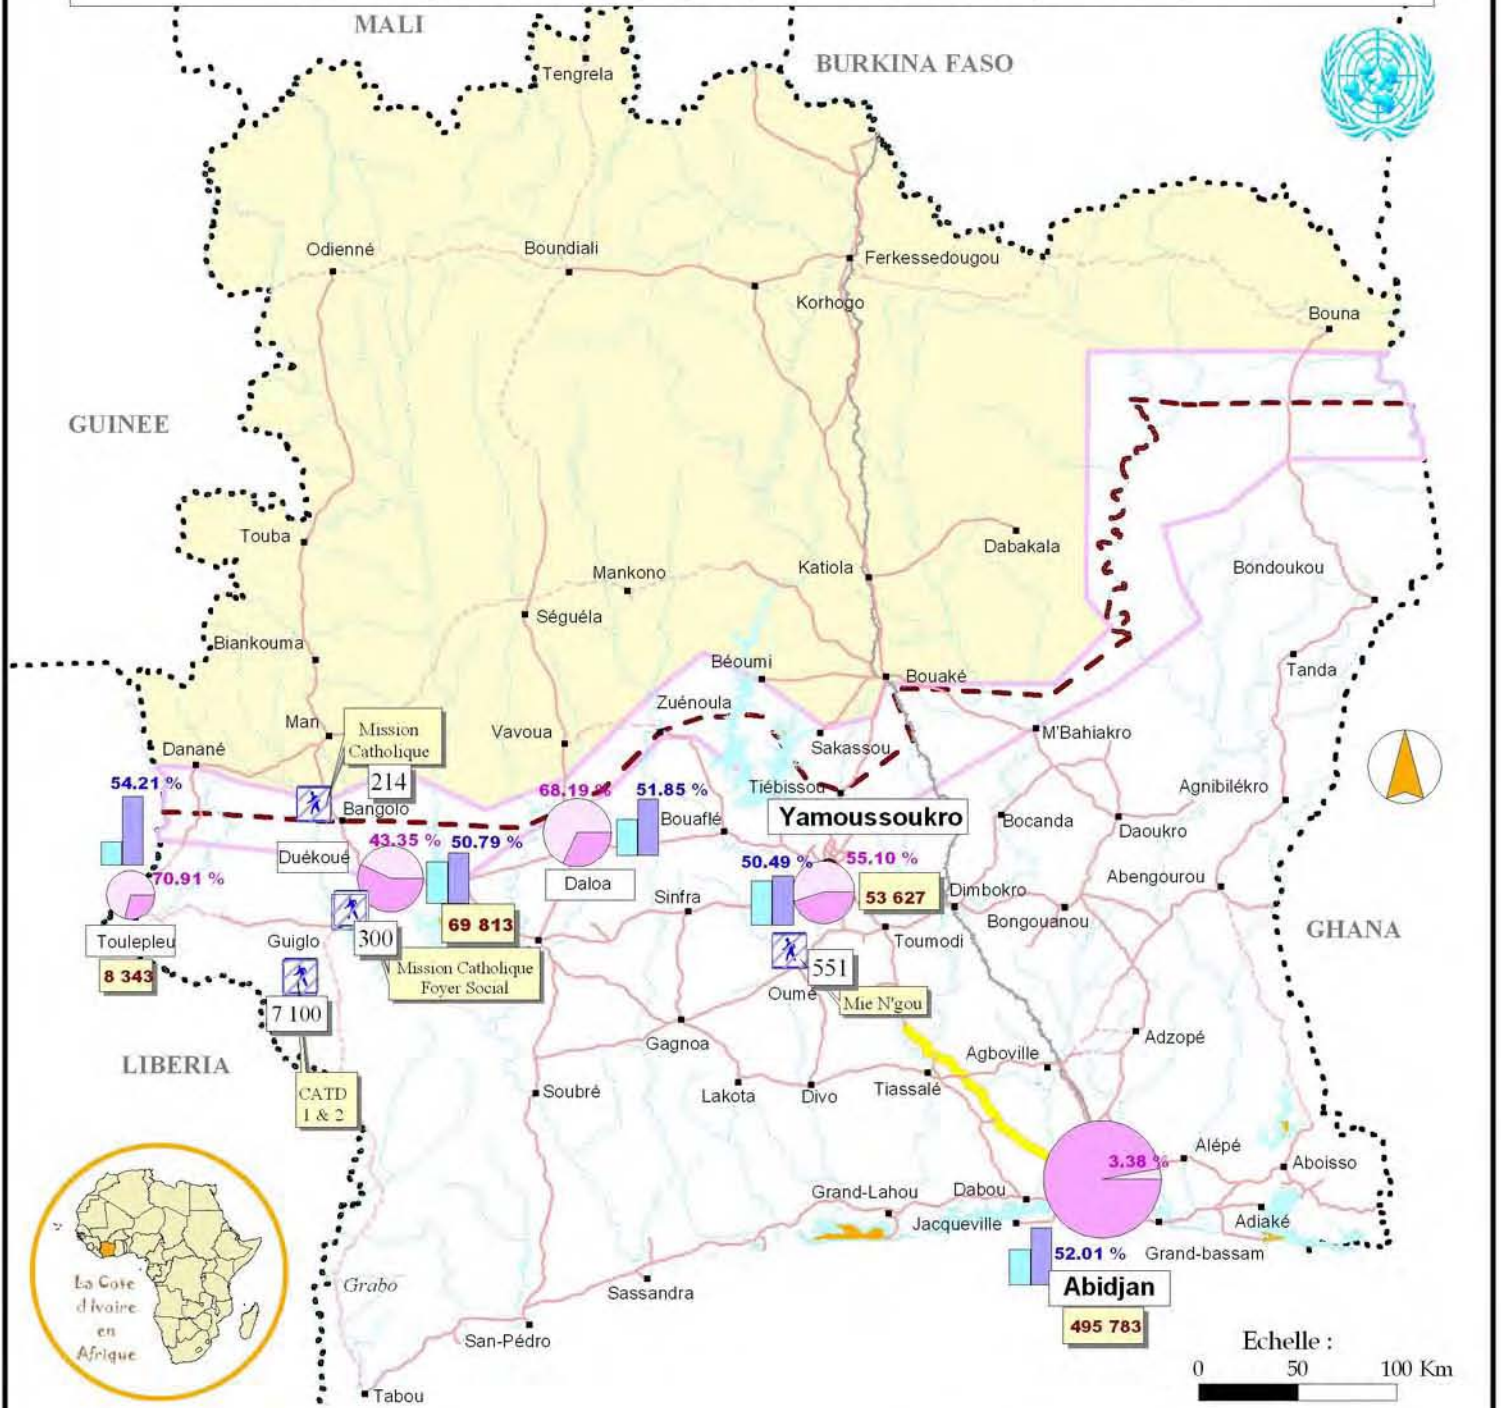 MALI
BURKINA FASO
Tengrela
Odienné
Boundiali
Ferkessedougou
Korhogo
Bouna
GUINEE
Touba
Dabakala
Katiola
Mankono
Bondoukou
Séguéla
Biankouma
Béoumi
Bouaké
Tanda
Zuénoula
Man
Mission
Catholique
Vavoua
Sakassou
M'Bahiakro
Danané
214
54.21 %
68.19 %
51.85 %
Tiébissou
Agnibilékro
Bangolo
Bouaflé
Yamoussoukro
Bocanda
Daoukro
43.35 %
50.79 %
Duékoué
50.49 %
55.10 %
70.91 %
Daloa
Abengourou
Sinfra
53 627
Dimbokro
Bongouanou
69 813
GHANA
Toulepleu
Guiglo
300
Toumodi
8 343
Mission Catholique
Foyer Social
551
Oumé
Mie N'gou
7 100
Gagnoa
Adzopé
Agboville
LIBERIA
CATD
1 & 2
Soubré
Lakota
Divo
Tiassalé
Alépé
3.38 %
Aboisso
Grand-Lahou
Dabou
Jacqueville
Adiaké
52.01 %
Grand-bassam
La Cote
d'Ivoire
en
Afrique
Grabo
Sassandra
Abidjan
495 783
San-Pédro
Echelle :
0 50 100 Km
Tabou